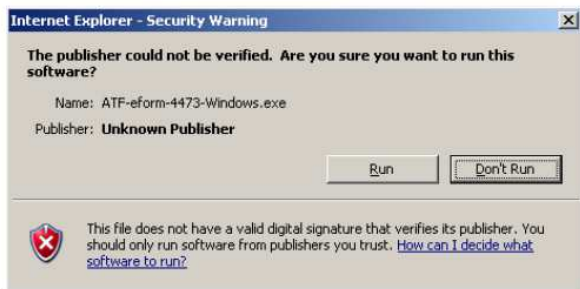 Internet Explorer - Security Warning
The publisher could not be verified. Are you sure you want to run this
software?
Name: ATF-eform-4473-Windows.exe
Publisher: Unknown Publisher
Run
Don't Run
This file does not have a valid digital signature that verifies its publisher. You
should only run software from publishers you trust. How can I decide what
software to run?